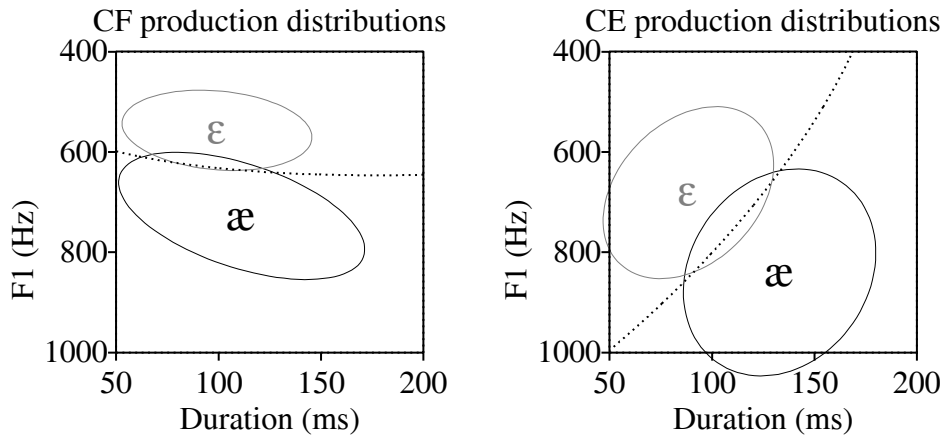 CF production distributions
400
600
800
1000
F1 (Hz)
ɛ
æ
50
100
150
200
Duration (ms)
CE production distributions
400
600
800
1000
F1 (Hz)
ɛ
æ
50
100
150
200
Duration (ms)